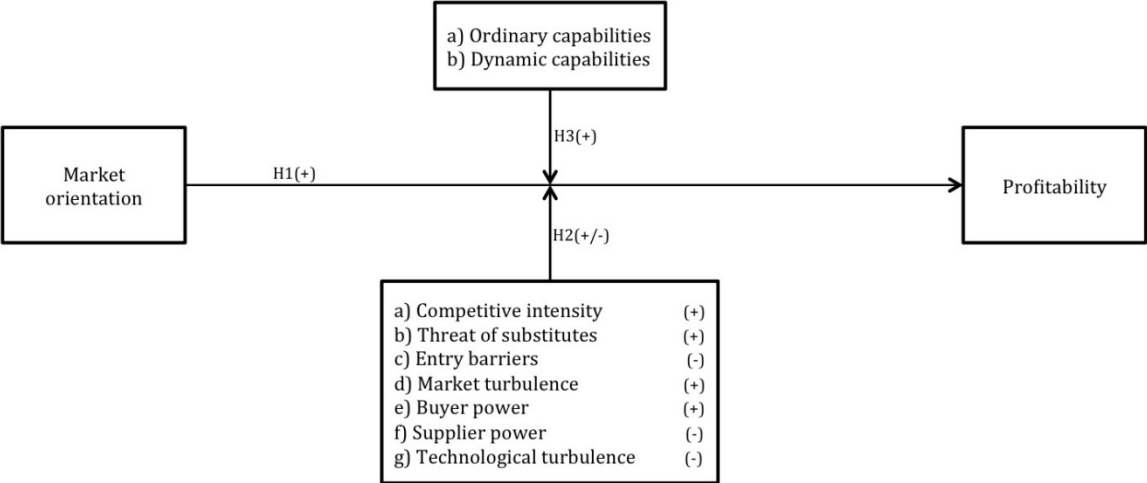 a) Ordinary capabilities
b) Dynamic capabilities
H3(+)
Market
orientation
H1(+)
Profitability
H2(+/-)
a) Competitive intensity (+)
b) Threat of substitutes (+)
c) Entry barriers (-)
d) Market turbulence (+)
e) Buyer power (+)
f) Supplier power (-)
g) Technological turbulence (-)